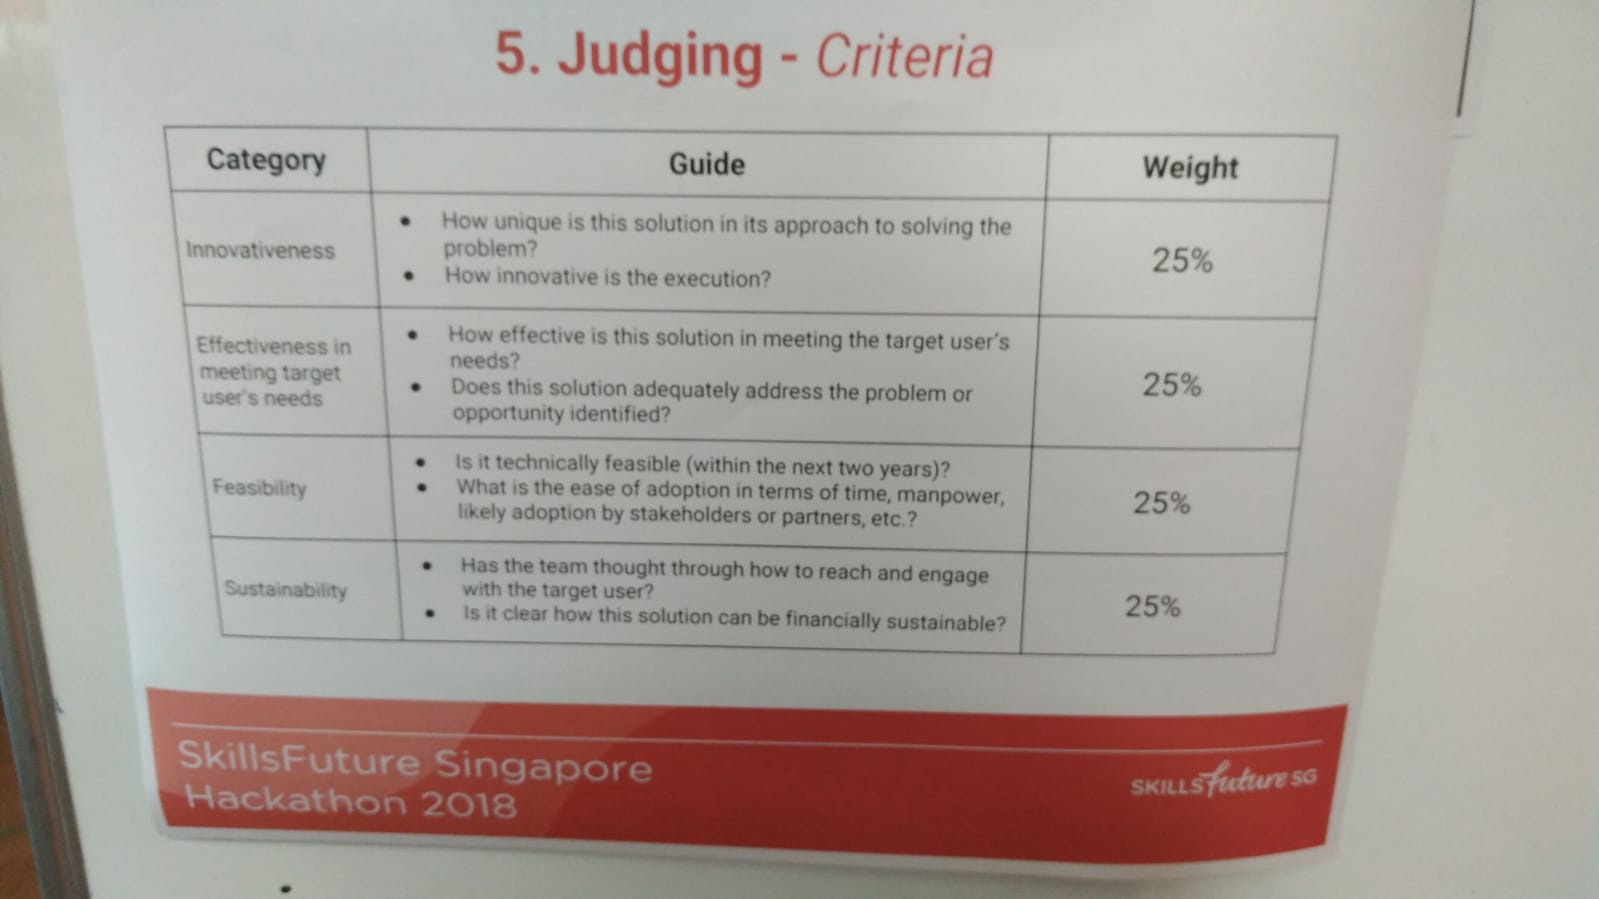 5. Judging - Criteria
Category
Guide
Weight
Innovativeness
• How unique is this solution in its approach to solving the
problem?
• How innovative is the execution?
25%
Effectiveness in
meeting target
user's needs
• How effective is this solution in meeting the target user's
needs?
• Does this solution adequately address the problem or
opportunity identified?
25%
Feasibility
• Is it technically feasible (within the next two years)?
• What is the ease of adoption in terms of time, manpower,
likely adoption by stakeholders or partners, etc.?
25%
Sustainability
• Has the team thought through how to reach and engage
with the target user?
• Is it clear how this solution can be financially sustainable?
25%
SkillsFuture Singapore
Hackathon 2018
SKILLSfuture SG